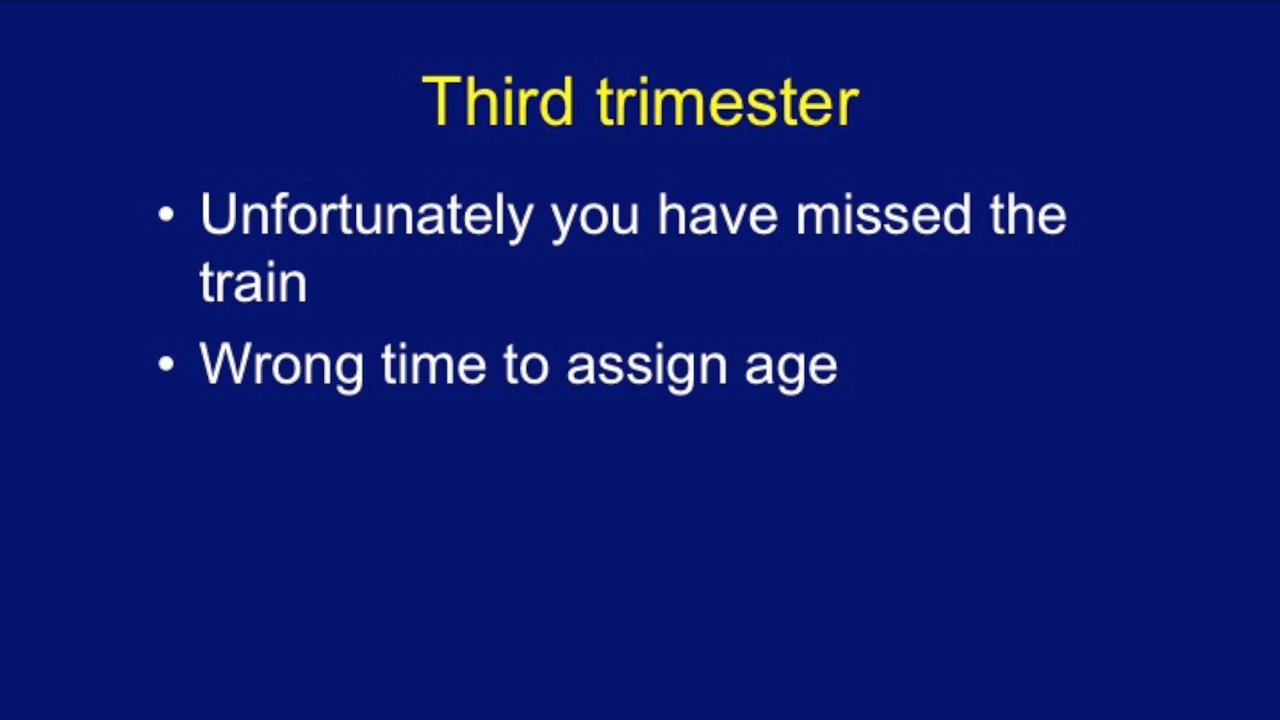 Third trimester
• Unfortunately you have missed the
train
• Wrong time to assign age